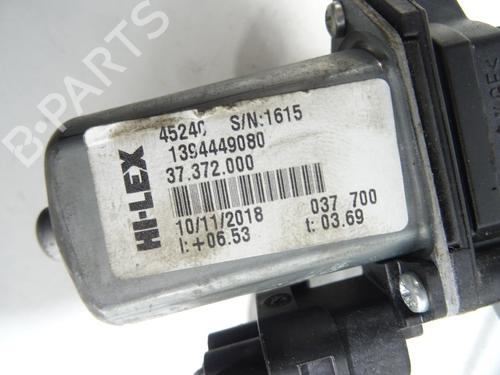 HI-LEX
45240 S/N:1615
1394449080
37.372.000
10/11/2018 037 700
I:+06.53 t:03.69
B-PARTS